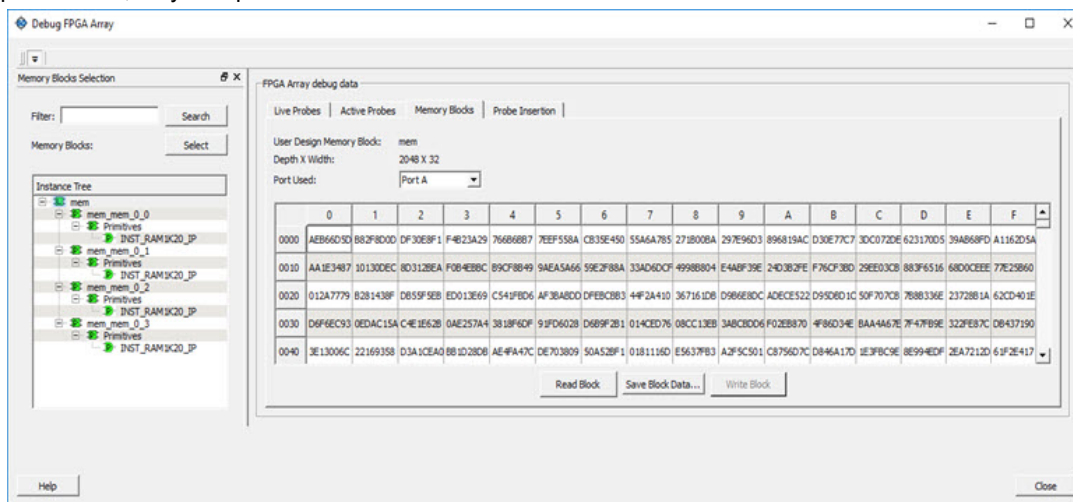 Debug FPGA Array
Memory Blocks Selection
Filter:
Search
Memory Blocks:
Select
Instance Tree
mem
mem_mem_0_0
Primitives
INST_RAM1K20_IP
mem_mem_0_1
Primitives
INST_RAM1K20_IP
mem_mem_0_2
Primitives
INST_RAM1K20_IP
mem_mem_0_3
Primitives
INST_RAM1K20_IP
FPGA Array debug data
Live Probes Active Probes Memory Blocks Probe Insertion
User Design Memory Block: mem
Depth X Width: 2048 X 32
Port Used: Port A
0 1 2 3 4 5 6 7 8 9 A B C D E F
0000 AEB66D5D B82F8D0D DF30E8F1 F4B23A29 766B6BB7 7EEF558A CB35E450 55A6A785 271B00BA 297E96D3 896819AC D30E77C7 3DC072DE 623170D5 39AB68FD A1162D5A
0010 AA1E3487 10130DEC 8D312BEA F0B4EBBC B9CF8B49 9AEA5A66 59E2F88A 33AD6DCF 4998B804 E4ABF39E 24D3B2FE F76CF3BD 29EE03CB 883F6516 68D0CEEE 77E25B60
0020 012A7779 B281438F DB55F5EB ED013E69 C541FBD6 AF3BA8DD DFEBCBB3 44F2A410 367161DB D9B6E8DC ADECE522 D95D8D1C 50F707CB 7B8B336E 23728B1A 62CD401E
0030 D6F6EC93 0EDAC15A C4E1E62B 0AE257A4 3818F6DF 91FD6028 D6B9F2B1 014CED76 08CC13EB 3ABCBDD6 F02EB870 4F86D34E BAA4A67E 7F47FB9E 322FE87C DB437190
0040 3E13006C 22169358 D3A1CEA0 BB1D28DB AE4FA47C DE703809 50A52BF1 0181116D E5637FB3 A2F5C501 C8756D7C D846A17D 1E3FBC9E 8E994EDF 2EA7212D 61F2E417
Read Block Save Block Data... Write Block
Help Close